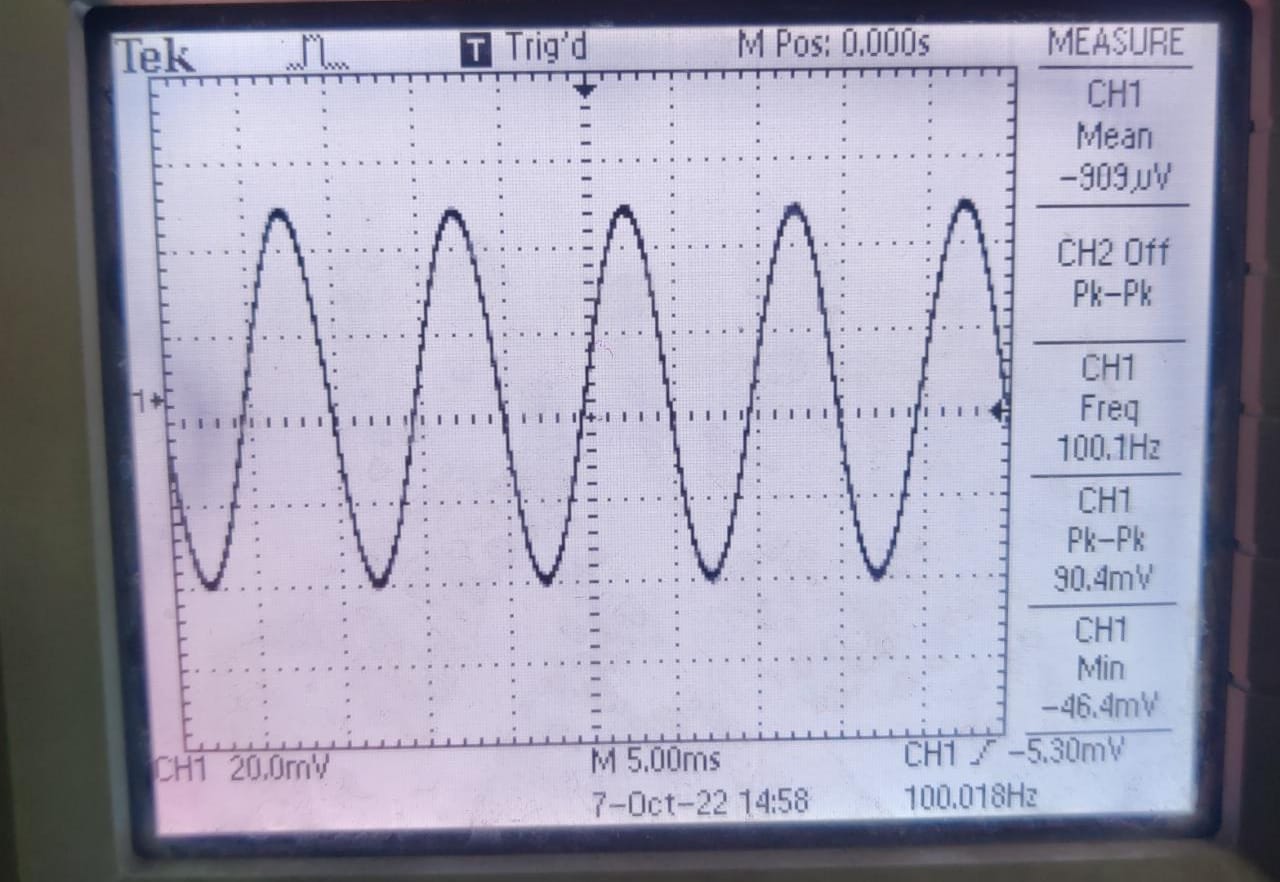 Tek T Trig'd M Pos: 0.000s MEASURE
CH1
Mean
-909µV
CH2 Off
Pk-Pk
1
CH1
Freq
100.1Hz
CH1
Pk-Pk
90.4mV
CH1
Min
-46.4mV
CH1 20.0mV M 5.00ms CH1 -5.30mV
7-Oct-22 14:58 100.018Hz